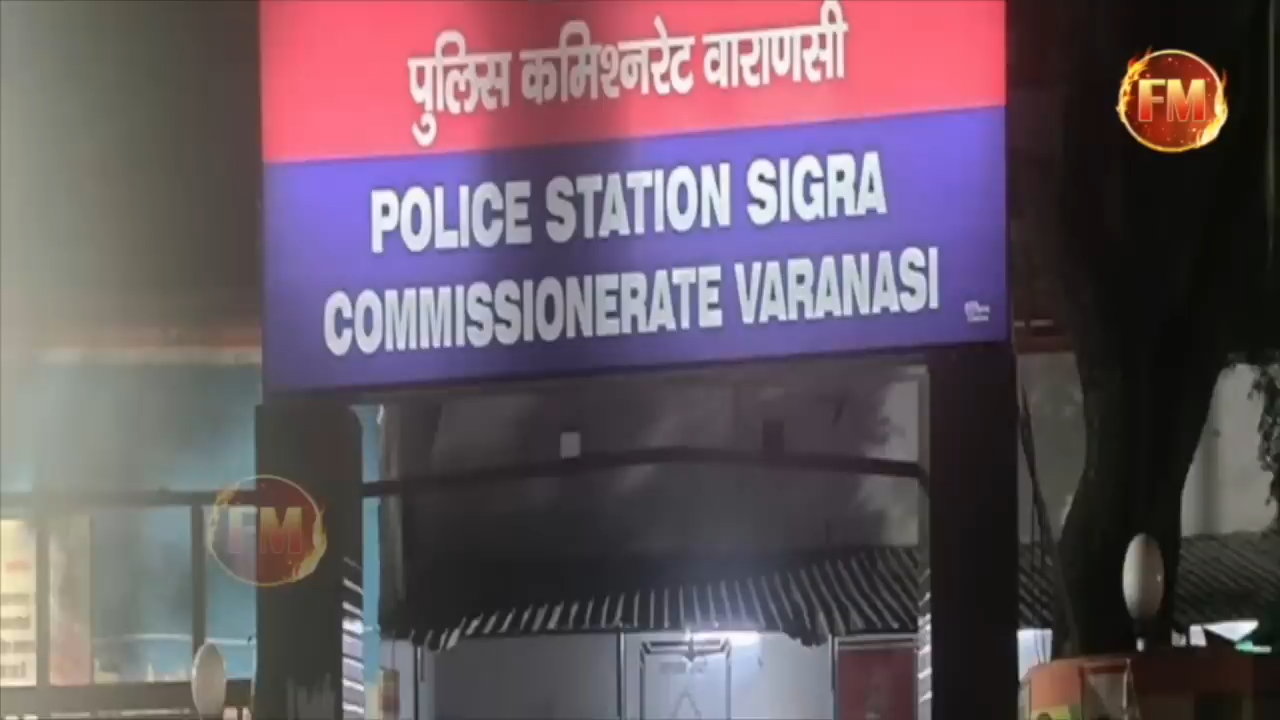 पुलिस कमिश्नरेट वाराणसी
FM
POLICE STATION SIGRA
COMMISSIONERATE VARANASI
FM